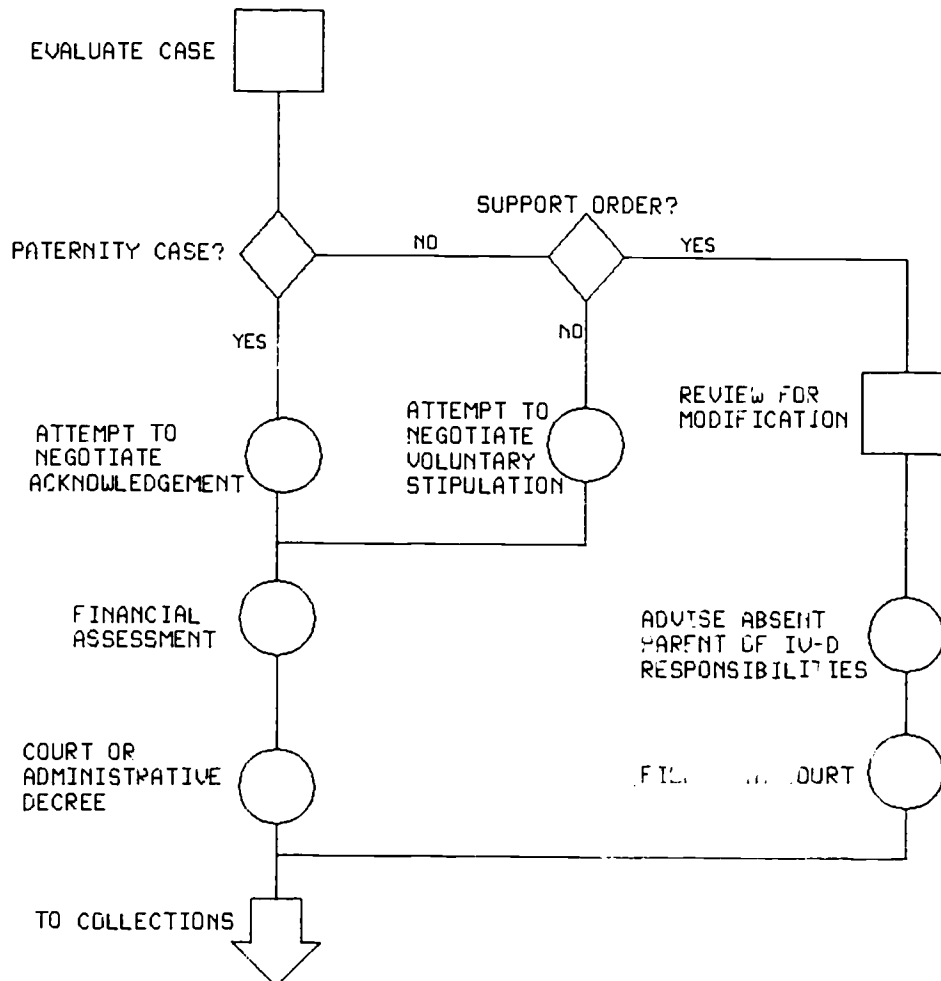 EVALUATE CASE
SUPPORT ORDER?
PATERNITY CASE?
NO
YES
YES
NO
REVIEW FOR
MODIFICATION
ATTEMPT TO
NEGOTIATE
ACKNOWLEDGEMENT
ATTEMPT TO
NEGOTIATE
VOLUNTARY
STIPULATION
FINANCIAL
ASSESSMENT
ADVISE ABSENT
PARENT OF IV-D
RESPONSIBILITIES
COURT OR
ADMINISTRATIVE
DECREE
COURT
TO COLLECTIONS